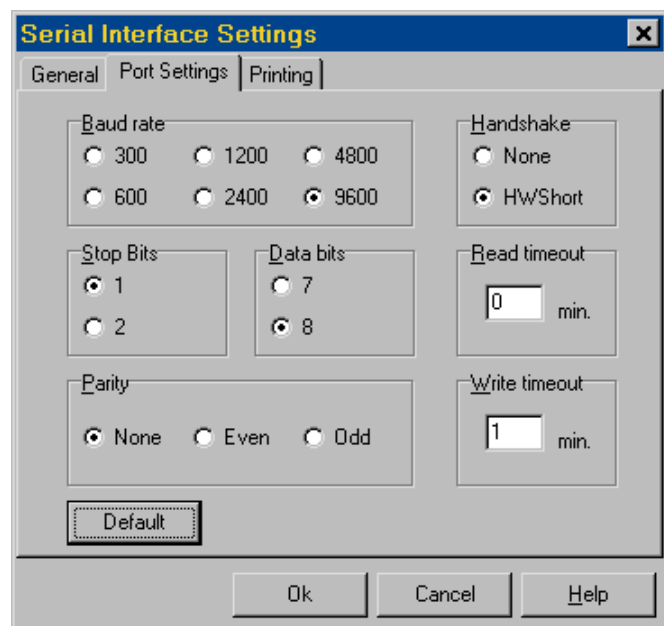 Serial Interface Settings
General Port Settings Printing
Baud rate
300 1200 4800
600 2400 9600
Handshake
None
HWShort
Stop Bits
1
2
Data bits
7
8
Read timeout
0 min.
Parity
None Even Odd
Write timeout
1 min.
Default
Ok Cancel Help